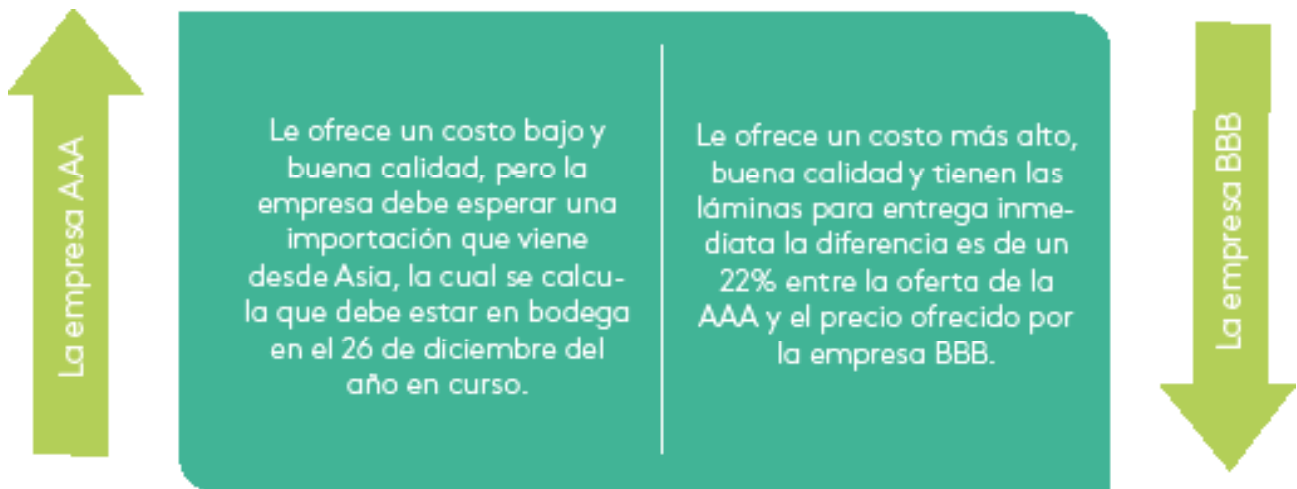 La empresa AAA
Le ofrece un costo bajo y
buena calidad, pero la
empresa debe esperar una
importación que viene
desde Asia, la cual se calcu-
la que debe estar en bodega
en el 26 de diciembre del
año en curso.
Le ofrece un costo más alto,
buena calidad y tienen las
láminas para entrega inme-
diata la diferencia es de un
22% entre la oferta de la
AAA y el precio ofrecido por
la empresa BBB.
La empresa BBB